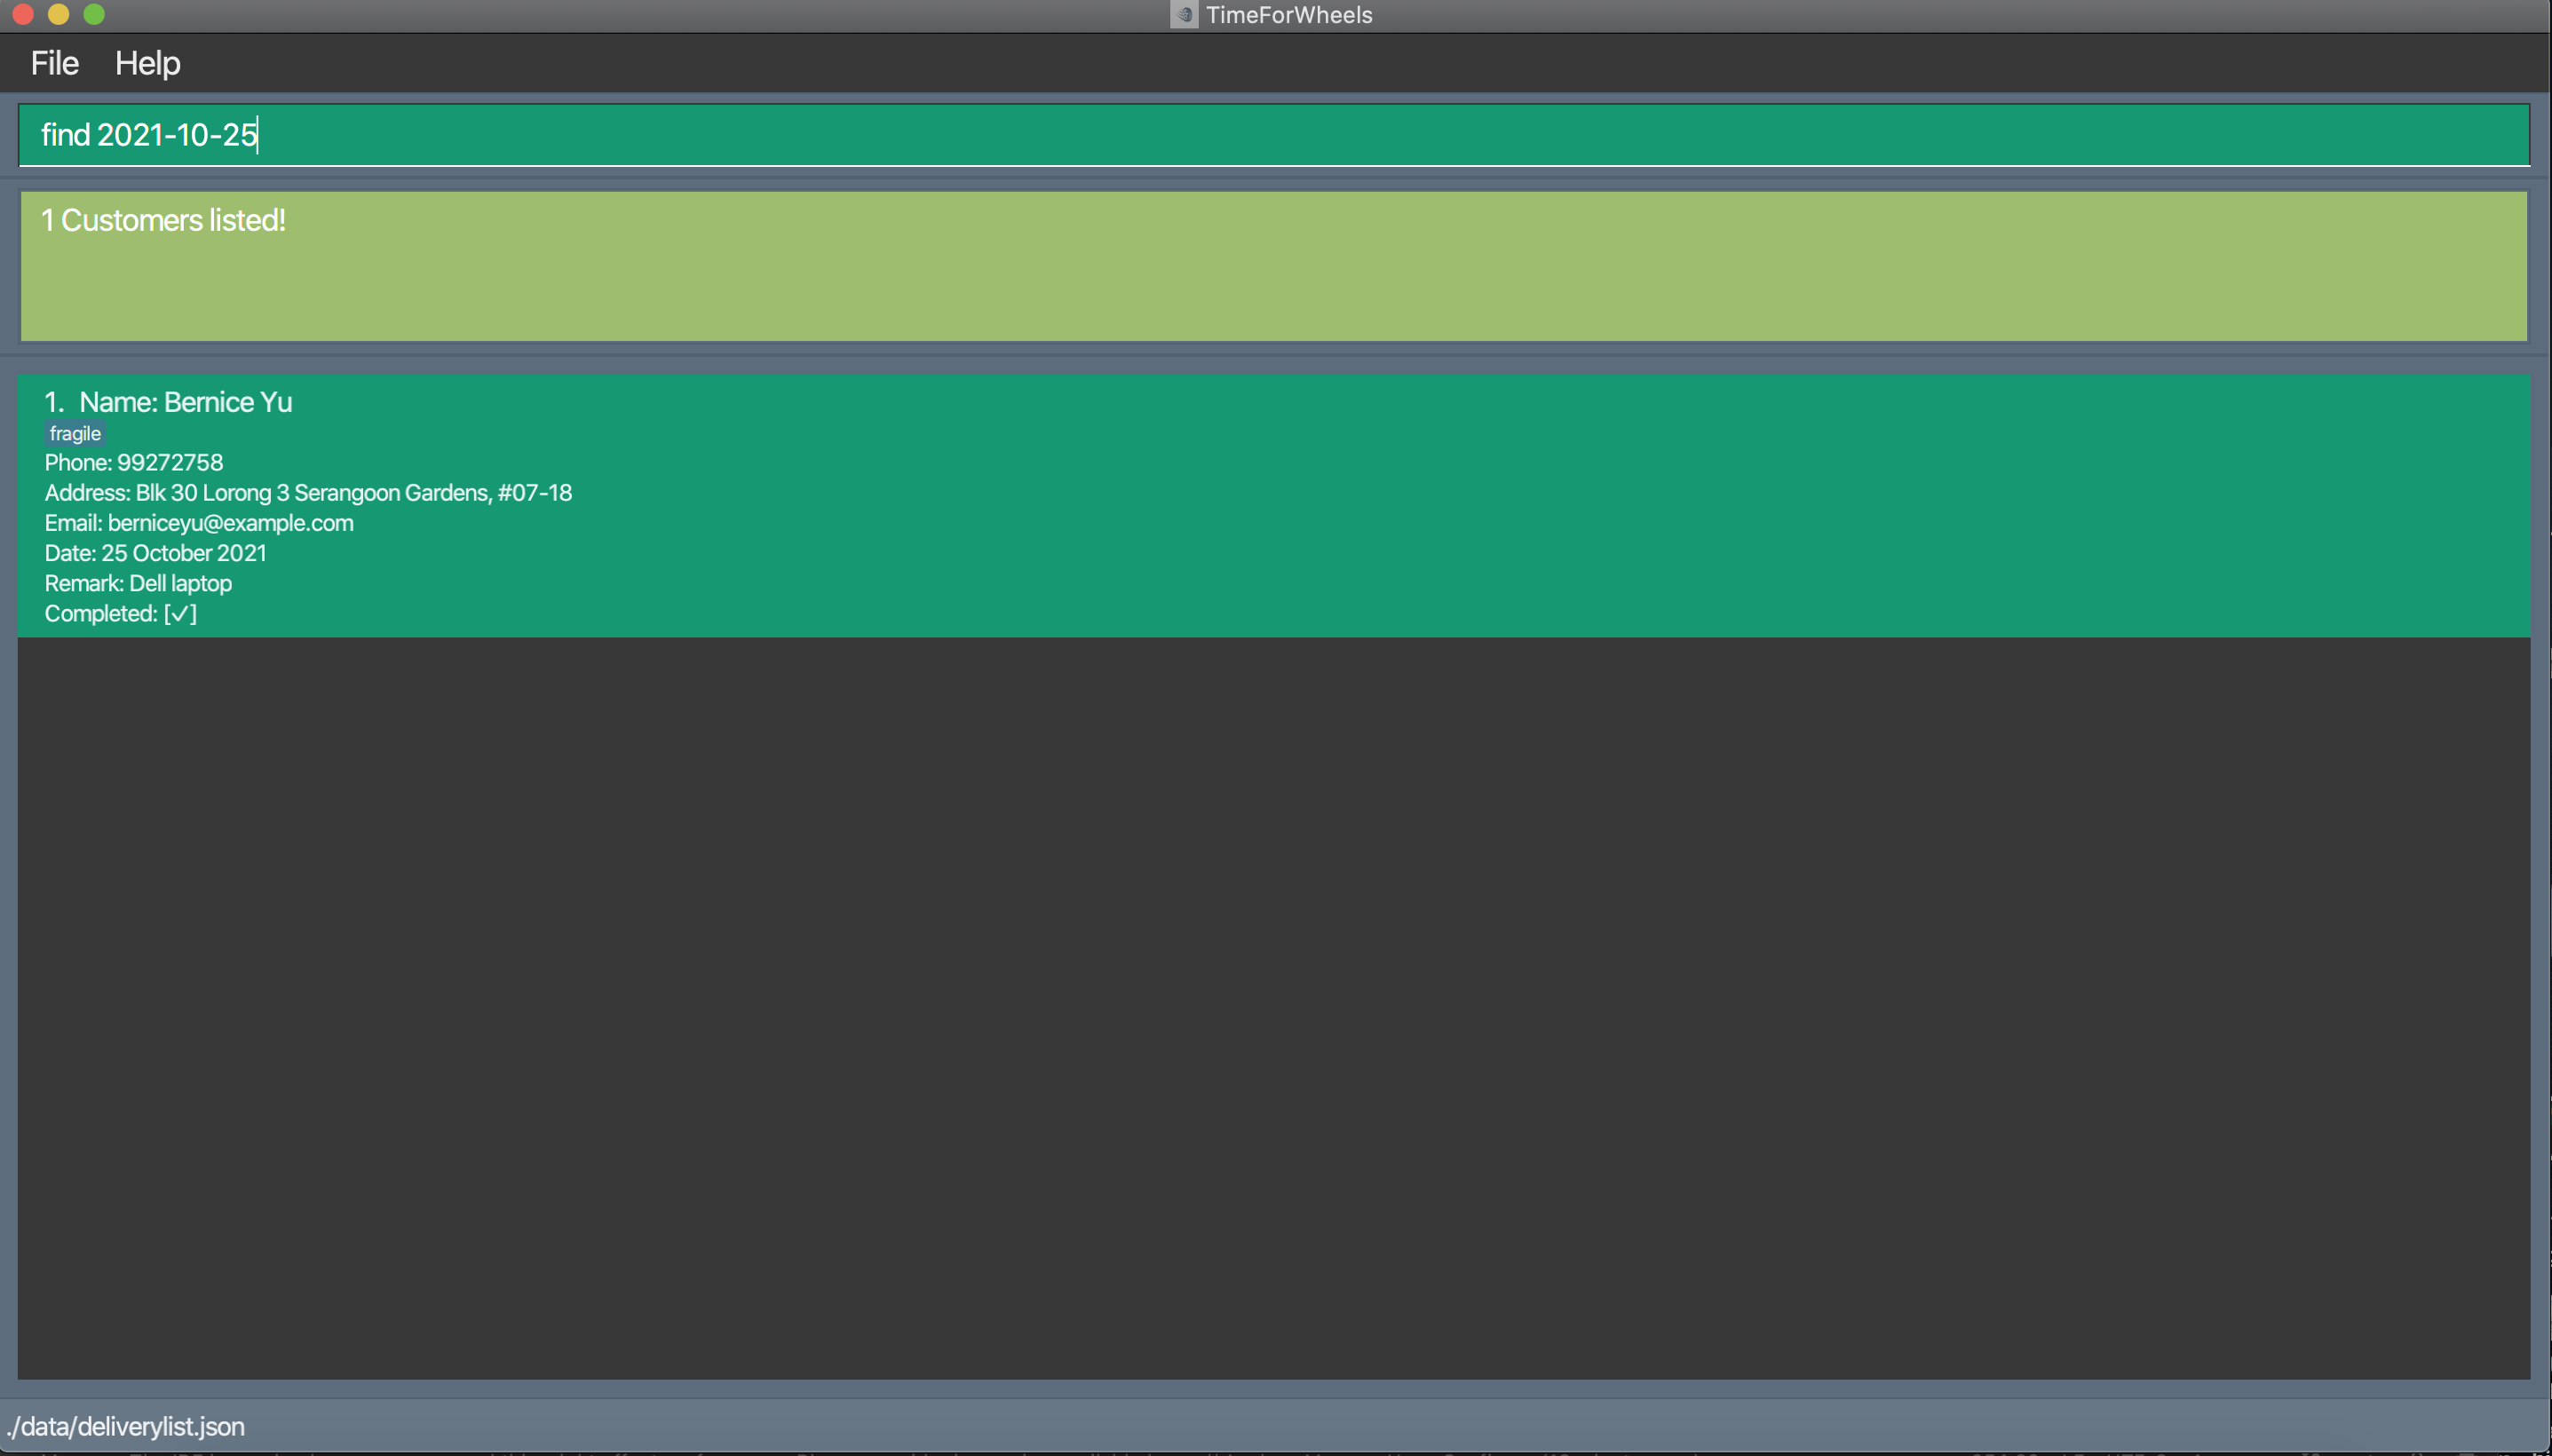 TimeForWheels
File Help
find 2021-10-25
1 Customers listed!
1. Name: Bernice Yu
fragile
Phone: 99272758
Address: Blk 30 Lorong 3 Serangoon Gardens, #07-18
Email: berniceyu@example.com
Date: 25 October 2021
Remark: Dell laptop
Completed: [✓]
./data/deliverylist.json